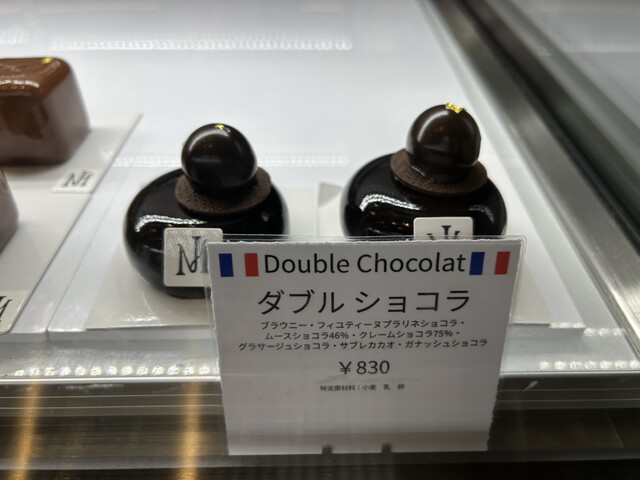 Double Chocolat
ダブル ショコラ
ブラウニー・フィユティーヌプラリネショコラ・
ムースショコラ46%・クレームショコラ75%・
グラサージュショコラ・サブレカカオ・ガナッシュショコラ
￥830
特定原材料：小麦 乳 卵